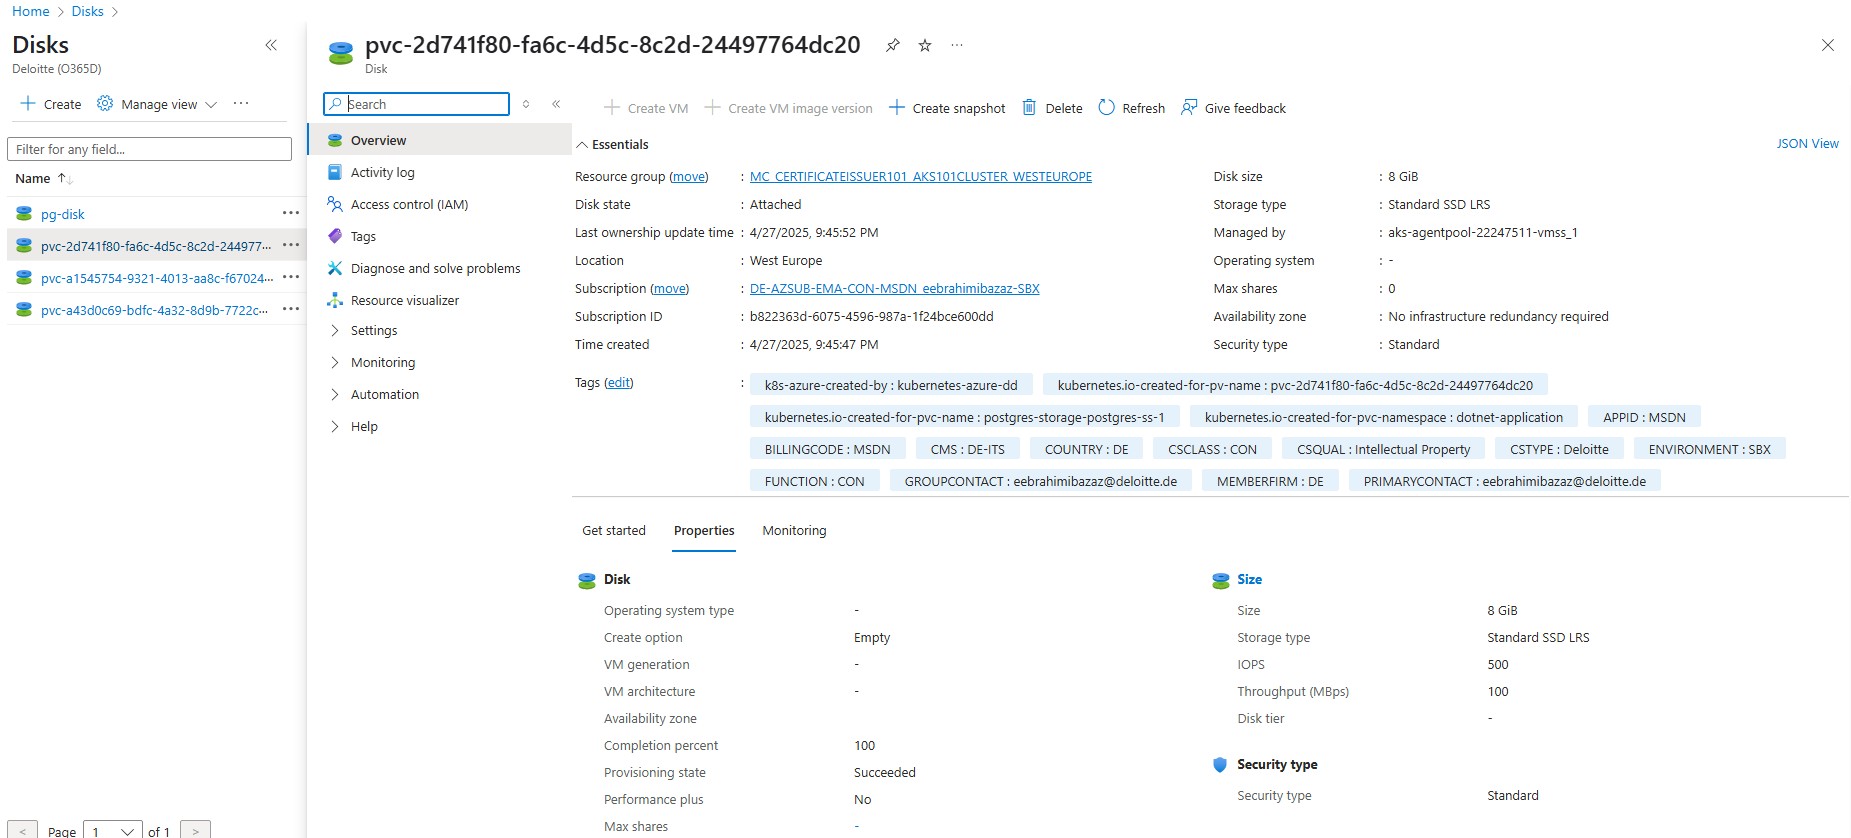 Home > Disks >
Disks
Deloitte (O365D)
Create Manage view
Filter for any field...
Name
pg-disk
pvc-2d741f80-fa6c-4d5c-8c2d-244977...
pvc-a1545754-9321-4013-aa8c-f67024...
pvc-a43d0c69-bdfc-4a32-8d9b-7722c...
< Page 1 of 1 >
pvc-2d741f80-fa6c-4d5c-8c2d-24497764dc20
Disk
Search
Overview
Activity log
Access control (IAM)
Tags
Diagnose and solve problems
Resource visualizer
Settings
Monitoring
Automation
Help
Create VM Create VM image version Create snapshot Delete Refresh Give feedback
Essentials JSON View
Resource group (move) : MC_CERTIFICATEISSUER101_AKS101CLUSTER_WESTEUROPE
Disk state : Attached
Last ownership update time : 4/27/2025, 9:45:52 PM
Location : West Europe
Subscription (move) : DE-AZSUB-EMA-CON-MSDN_eebrahimibazaz-SBX
Subscription ID : b822363d-6075-4596-987a-1f24bce600dd
Time created : 4/27/2025, 9:45:47 PM
Disk size : 8 GiB
Storage type : Standard SSD LRS
Managed by : aks-agentpool-22247511-vmss_1
Operating system : -
Max shares : 0
Availability zone : No infrastructure redundancy required
Security type : Standard
Tags (edit) : k8s-azure-created-by : kubernetes-azure-dd kubernetes.io-created-for-pv-name : pvc-2d741f80-fa6c-4d5c-8c2d-24497764dc20
kubernetes.io-created-for-pvc-name : postgres-storage-postgres-ss-1 kubernetes.io-created-for-pvc-namespace : dotnet-application APPID : MSDN
BILLINGCODE : MSDN CMS : DE-ITS COUNTRY : DE CSCLASS : CON CSQUAL : Intellectual Property CSTYPE : Deloitte ENVIRONMENT : SBX
FUNCTION : CON GROUPCONTACT : eebrahimibazaz@deloitte.de MEMBERFIRM : DE PRIMARYCONTACT : eebrahimibazaz@deloitte.de
Get started Properties Monitoring
Disk
Operating system type -
Create option Empty
VM generation -
VM architecture -
Availability zone
Completion percent 100
Provisioning state Succeeded
Performance plus No
Max shares -
Size
Size 8 GiB
Storage type Standard SSD LRS
IOPS 500
Throughput (MBps) 100
Disk tier -
Security type
Security type Standard